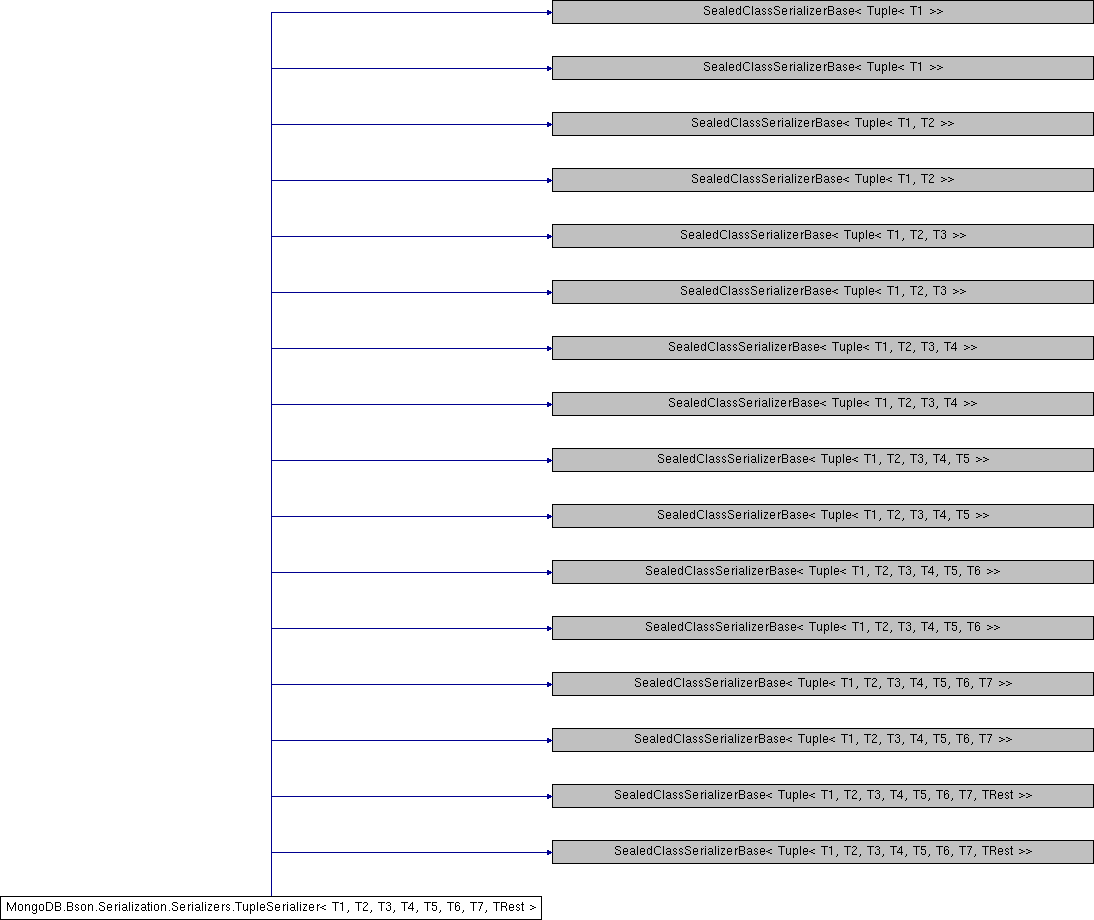 SealedClassSerializerBase< Tuple< T1 >>
SealedClassSerializerBase< Tuple< T1 >>
SealedClassSerializerBase< Tuple< T1, T2 >>
SealedClassSerializerBase< Tuple< T1, T2 >>
SealedClassSerializerBase< Tuple< T1, T2, T3 >>
SealedClassSerializerBase< Tuple< T1, T2, T3 >>
SealedClassSerializerBase< Tuple< T1, T2, T3, T4 >>
SealedClassSerializerBase< Tuple< T1, T2, T3, T4 >>
SealedClassSerializerBase< Tuple< T1, T2, T3, T4, T5 >>
SealedClassSerializerBase< Tuple< T1, T2, T3, T4, T5 >>
SealedClassSerializerBase< Tuple< T1, T2, T3, T4, T5, T6 >>
SealedClassSerializerBase< Tuple< T1, T2, T3, T4, T5, T6 >>
SealedClassSerializerBase< Tuple< T1, T2, T3, T4, T5, T6, T7 >>
SealedClassSerializerBase< Tuple< T1, T2, T3, T4, T5, T6, T7 >>
SealedClassSerializerBase< Tuple< T1, T2, T3, T4, T5, T6, T7, TRest >>
SealedClassSerializerBase< Tuple< T1, T2, T3, T4, T5, T6, T7, TRest >>
MongoDB.Bson.Serialization.Serializers.TupleSerializer< T1, T2, T3, T4, T5, T6, T7, TRest >